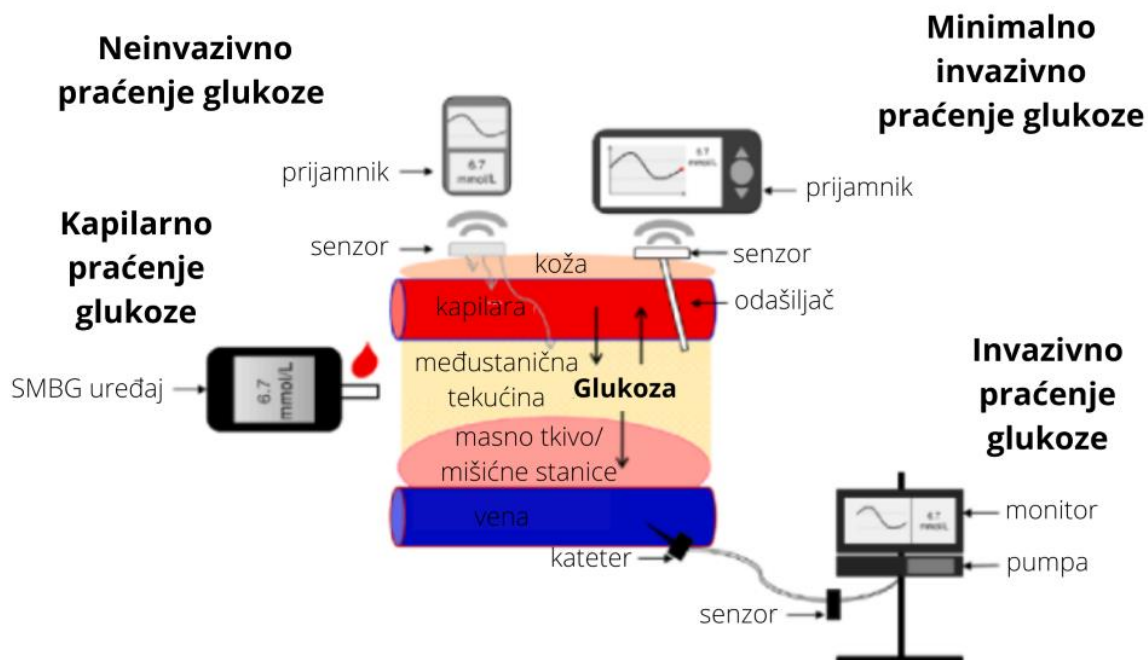 Neinvazivno
praćenje glukoze
Minimalno
invazivno
praćenje glukoze
6.7
mmol/L
prijamnik
6.7
mmol/L
prijamnik
Kapilarno
praćenje
glukoze
senzor
koža
senzor
kapilara
odašiljač
međustanična
tekućina
Glukoza
SMBG uređaj
6.7
mmol/L
Invazivno
praćenje
glukoze
masno tkivo/
mišićne stanice
vena
kateter
6.7
mmol/L
monitor
pumpa
senzor